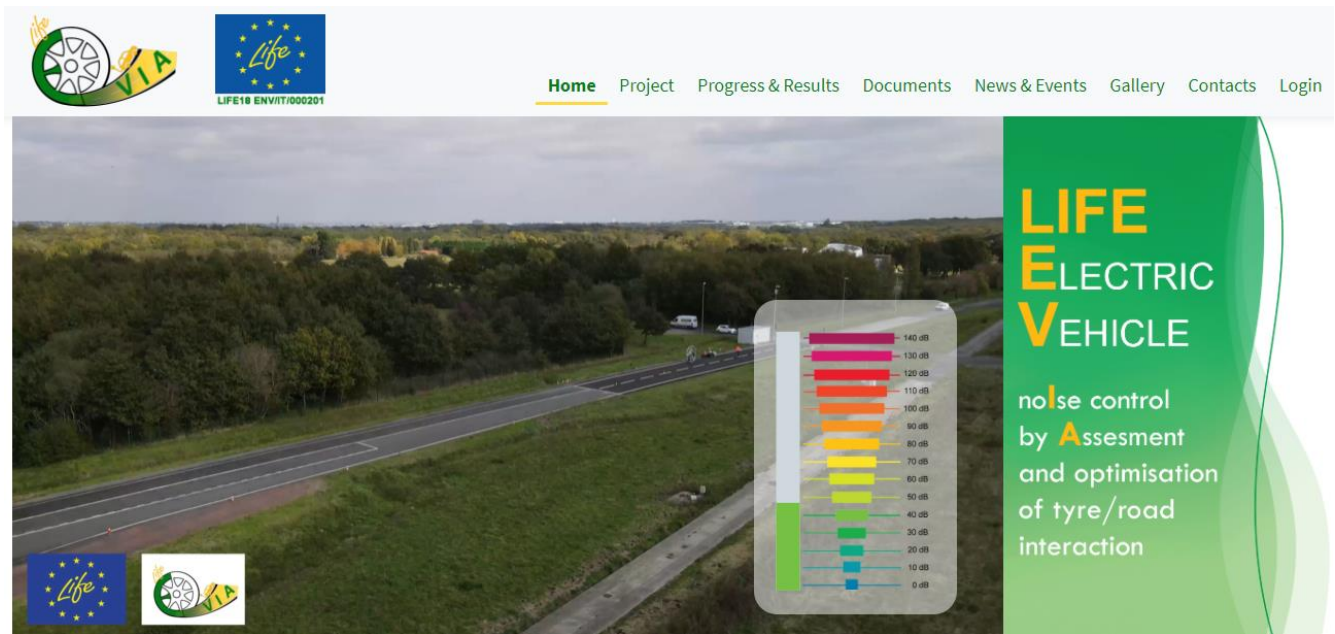 life
VIA
Life
LIFE18 ENV/IT/000201
Home Project Progress & Results Documents News & Events Gallery Contacts Login
LIFE
ELECTRIC
VEHICLE
noIse control
by Assesment
and optimisation
of tyre/road
interaction
140 dB
130 dB
120 dB
110 dB
100 dB
90 dB
80 dB
70 dB
60 dB
50 dB
40 dB
30 dB
20 dB
10 dB
0 dB
Life
life
VIA